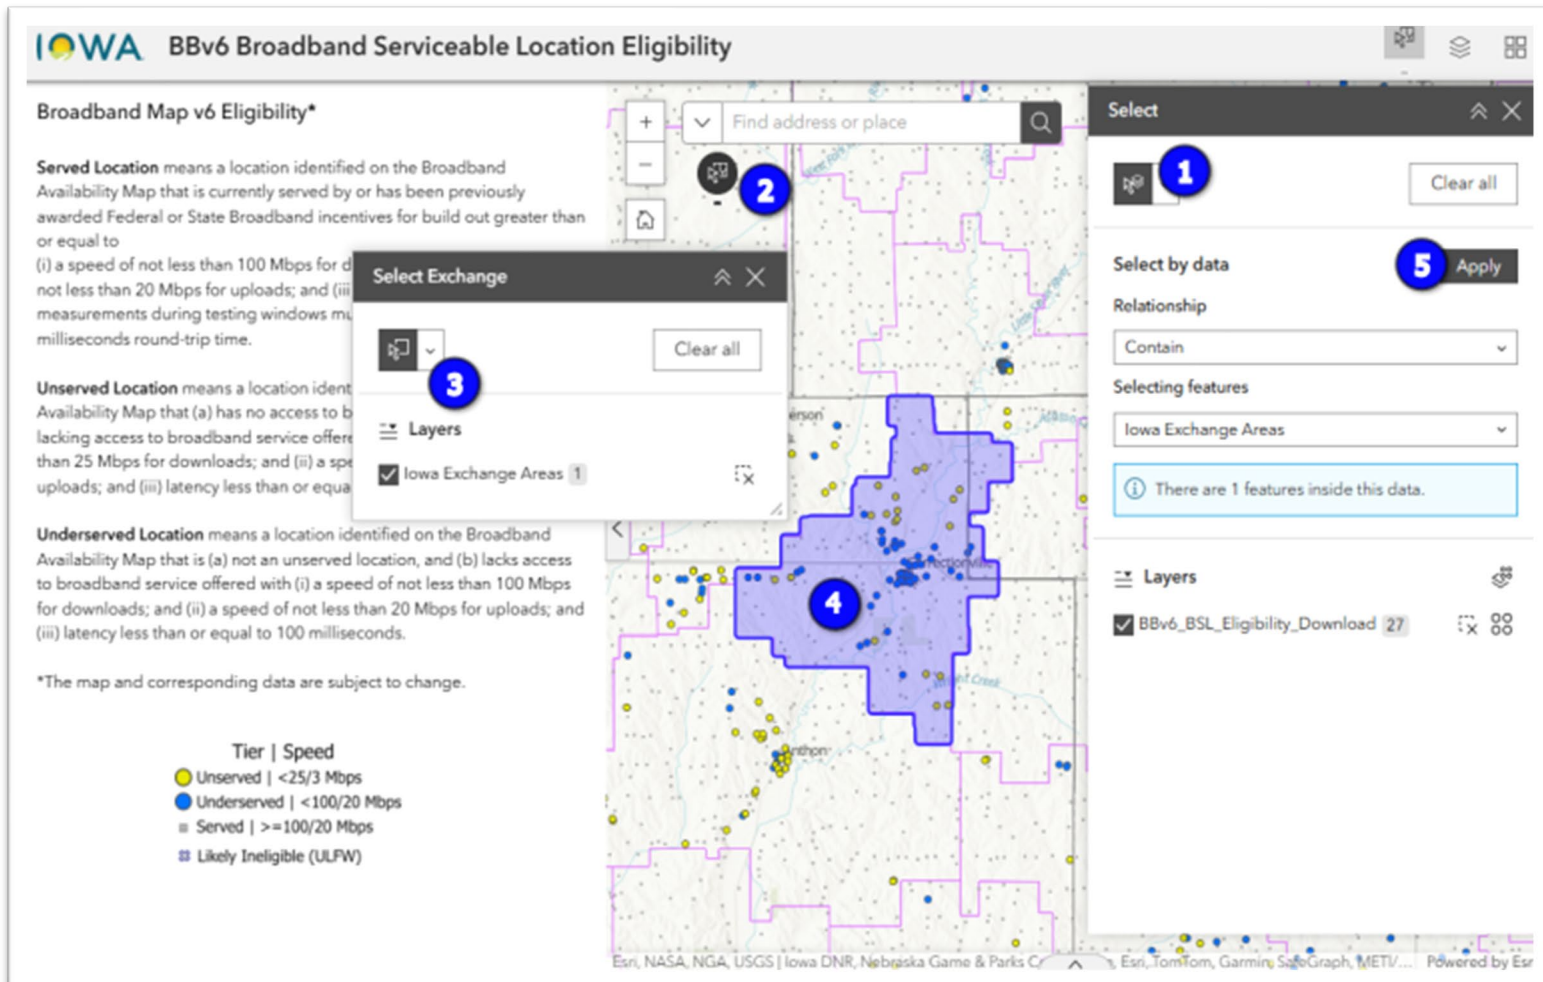 IOWA BBv6 Broadband Serviceable Location Eligibility
Broadband Map v6 Eligibility*
Served Location means a location identified on the Broadband
Availability Map that is currently served by or has been previously
awarded Federal or State Broadband incentives for build out greater than
or equal to
(i) a speed of not less than 100 Mbps for d
not less than 20 Mbps for uploads; and (iii
measurements during testing windows mu
milliseconds round-trip time.
Unserved Location means a location ident
Availability Map that (a) has no access to b
lacking access to broadband service offere
than 25 Mbps for downloads; and (ii) a spe
uploads; and (iii) latency less than or equa
Underserved Location means a location identified on the Broadband
Availability Map that is (a) not an unserved location, and (b) lacks access
to broadband service offered with (i) a speed of not less than 100 Mbps
for downloads; and (ii) a speed of not less than 20 Mbps for uploads; and
(iii) latency less than or equal to 100 milliseconds.
*The map and corresponding data are subject to change.
Tier | Speed
Unserved | <25/3 Mbps
Underserved | <100/20 Mbps
Served | >=100/20 Mbps
Likely Ineligible (ULFW)
Find address or place
2
Select Exchange
Clear all
3
Layers
Iowa Exchange Areas 1
erson
4
nthon
Creek
Esri, NASA, NGA, USGS | Iowa DNR, Nebraska Game & Parks C
, Esri, TomTom, Garmin, SafeGraph, METI/... Powered by Esr
Select
1
Clear all
Select by data
5 Apply
Relationship
Contain
Selecting features
Iowa Exchange Areas
There are 1 features inside this data.
Layers
BBv6_BSL_Eligibility_Download 27